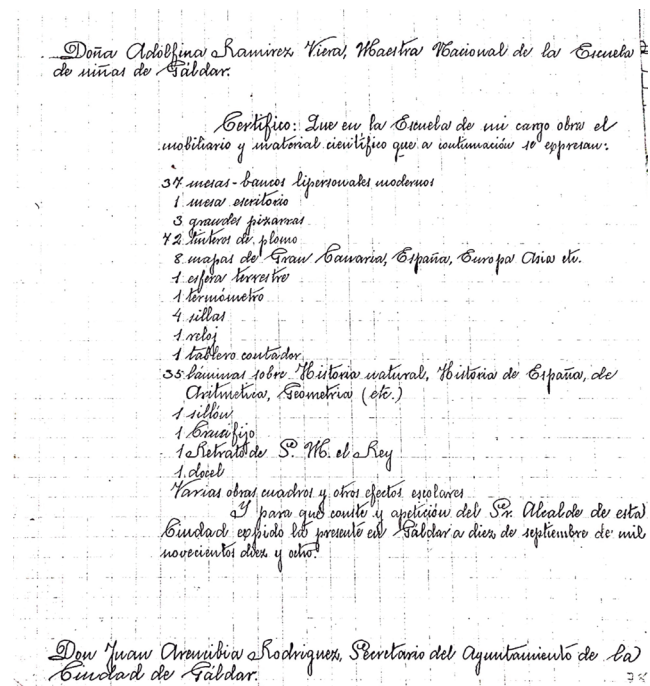 Doña Adolfina Ramirez Viera, Maestra Nacional de la Escuela
de niñas de Gáldar.
Certifico: Que en la Escuela de mi cargo obra el
mobiliario y material científico que a continuación se expresan:
37 mesas-bancos bipersonales modernos
1 mesa escritorio
3 grandes pizarras
72 tinteros de plomo
8 mapas de Gran Canaria, España, Europa Asia etc.
1 esfera terrestre
1 termómetro
4 sillas
1 reloj
1 tablero contador
35 láminas sobre Historia natural, Historia de España, de
Aritmetica, Geometria (etc.)
1 sillón
1 Crucifijo
1 Retrato de S. M. el Rey
1 docel
Varias obras cuadros y otros efectos escolares
Y para que conste y apetición del Sr. Alcalde de esta
Ciudad expido la presente en Gáldar a diez de septiembre de mil
novecientos diez y ocho.
Don Juan Arencibia Rodriguez, Secretario del Ayuntamiento de la
Ciudad de Gáldar.